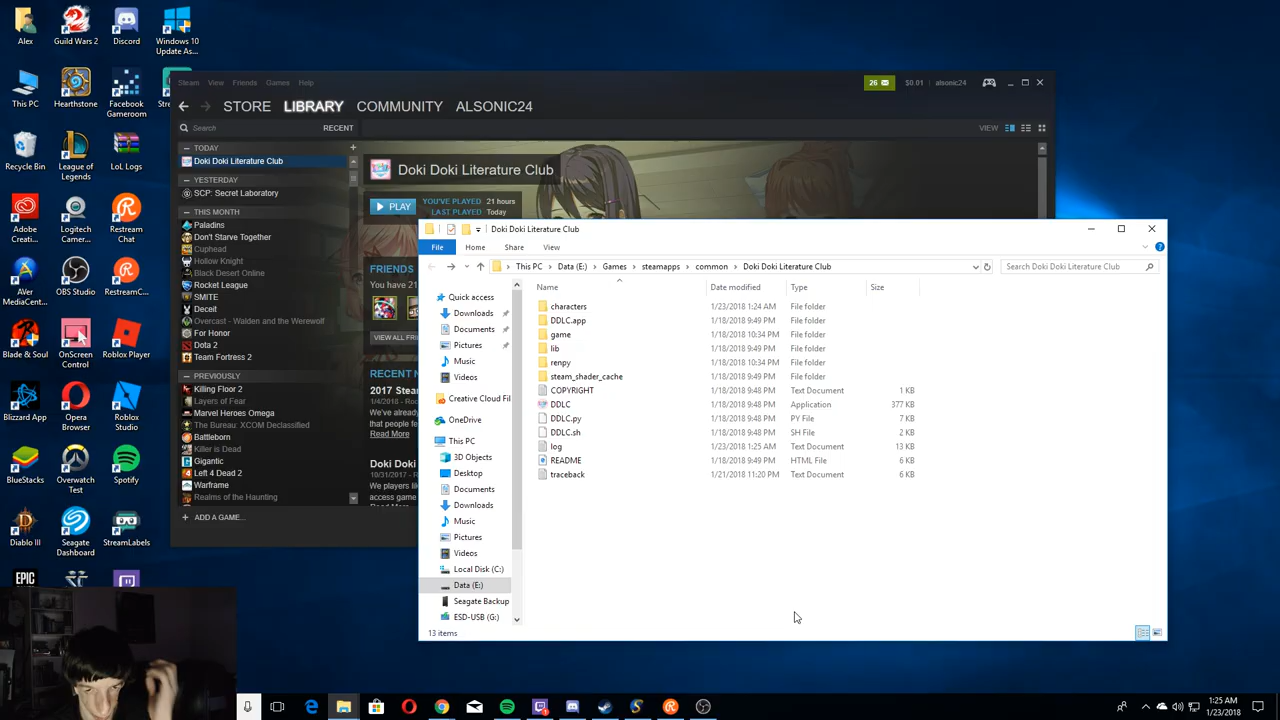 Alex
Guild Wars 2
Discord
Windows 10
Update As...
This PC
Hearthstone
Facebook
Gameroom
Recycle Bin
League of
Legends
LoL Logs
Adobe
Creati...
Logitech
Camer...
Restream
Chat
AVer
MediaCent...
OBS Studio
RestreamC...
Blade & Soul
OnScreen
Control
Roblox Player
Blizzard App
Opera
Browser
Roblox
Studio
BlueStacks
Overwatch
Test
Spotify
Diablo III
Seagate
Dashboard
StreamLabels
EPIC
Steam View Friends Games Help
26 $0.01 alsonic24
STORE LIBRARY COMMUNITY ALSONIC24
Search RECENT VIEW
TODAY
Doki Doki Literature Club
YESTERDAY
SCP: Secret Laboratory
THIS MONTH
Paladins
Don't Starve Together
Cuphead
Hollow Knight
Black Desert Online
Rocket League
SMITE
Deceit
Overcast - Walden and the Werewolf
For Honor
Dota 2
Team Fortress 2
PREVIOUSLY
Killing Floor 2
Layers of Fear
Marvel Heroes Omega
The Bureau: XCOM Declassified
Battleborn
Killer is Dead
Gigantic
Left 4 Dead 2
Warframe
Realms of the Haunting
ADD A GAME...
Doki Doki Literature Club
PLAY
YOU'VE PLAYED 21 hours
LAST PLAYED Today
FRIENDS
You have 21
VIEW ALL FRI
RECENT N
2017 Stea
1/4/2018 - Ro
Read More
Doki Do
10/31/2017 -
We players lik
access game
Doki Doki Literature Club
File Home Share View
This PC > Data (E:) > Games > steamapps > common > Doki Doki Literature Club
Search Doki Doki Literature Club
Quick access
Downloads
Documents
Pictures
Music
Videos
Creative Cloud Fil
OneDrive
This PC
3D Objects
Desktop
Documents
Downloads
Music
Pictures
Videos
Local Disk (C:)
Data (E:)
Seagate Backup
ESD-USB (G:)
Name Date modified Type Size
characters 1/23/2018 1:24 AM File folder
DDLC.app 1/18/2018 9:49 PM File folder
game 1/18/2018 10:34 PM File folder
lib 1/18/2018 9:49 PM File folder
renpy 1/18/2018 10:34 PM File folder
steam_shader_cache 1/18/2018 9:49 PM File folder
COPYRIGHT 1/18/2018 9:48 PM Text Document 1 KB
DDLC 1/18/2018 9:48 PM Application 377 KB
DDLC.py 1/18/2018 9:48 PM PY File 7 KB
DDLC.sh 1/18/2018 9:48 PM SH File 2 KB
log 1/23/2018 1:25 AM Text Document 13 KB
README 1/18/2018 9:49 PM HTML File 6 KB
traceback 1/21/2018 11:20 PM Text Document 6 KB
13 items
1:25 AM
1/23/2018